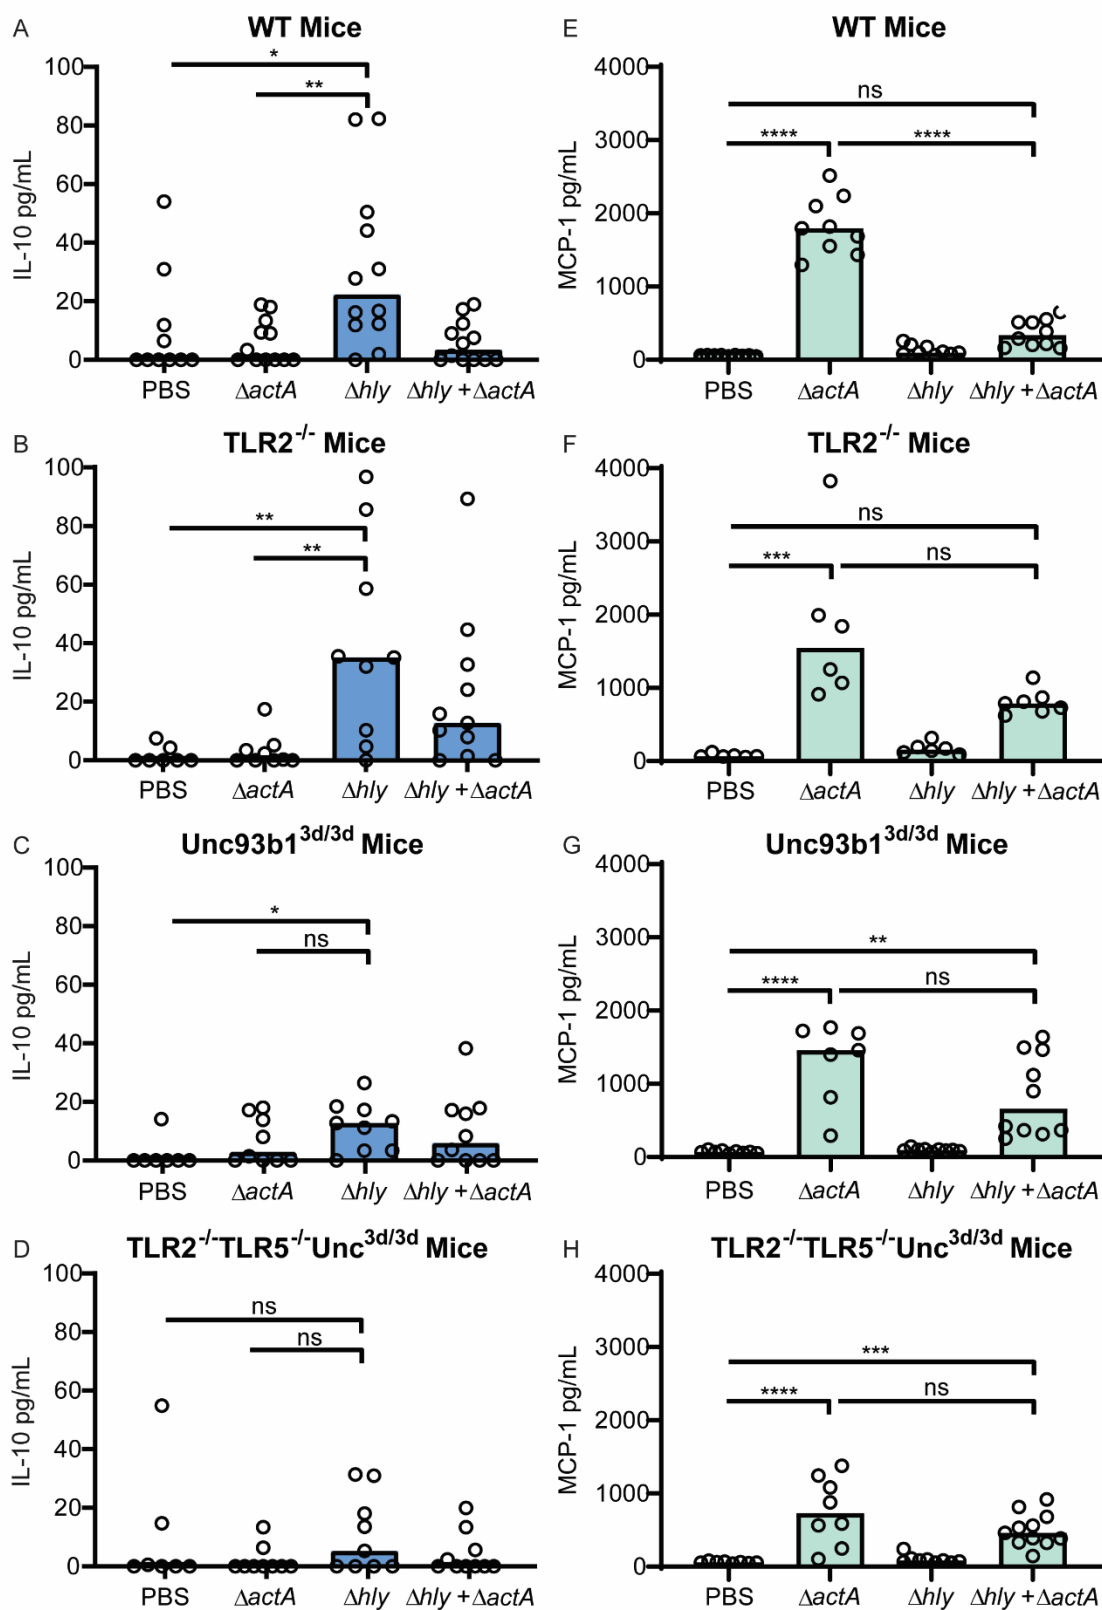 A
WT Mice
IL-10 pg/mL
100
80
60
40
20
0
*
**
PBS
ΔactA
Δhly
Δhly + ΔactA
E
WT Mice
MCP-1 pg/mL
4000
3000
2000
1000
0
ns
****
****
PBS
ΔactA
Δhly
Δhly + ΔactA
B
TLR2-/- Mice
IL-10 pg/mL
100
80
60
40
20
0
**
**
PBS
ΔactA
Δhly
Δhly + ΔactA
F
TLR2-/- Mice
MCP-1 pg/mL
4000
3000
2000
1000
0
ns
***
ns
PBS
ΔactA
Δhly
Δhly + ΔactA
C
Unc93b13d/3d Mice
IL-10 pg/mL
100
80
60
40
20
0
*
ns
PBS
ΔactA
Δhly
Δhly + ΔactA
G
Unc93b13d/3d Mice
MCP-1 pg/mL
4000
3000
2000
1000
0
**
****
ns
PBS
ΔactA
Δhly
Δhly + ΔactA
D
TLR2-/-TLR5-/-Unc3d/3d Mice
IL-10 pg/mL
100
80
60
40
20
0
ns
ns
PBS
ΔactA
Δhly
Δhly + ΔactA
H
TLR2-/-TLR5-/-Unc3d/3d Mice
MCP-1 pg/mL
4000
3000
2000
1000
0
***
****
ns
PBS
ΔactA
Δhly
Δhly + ΔactA